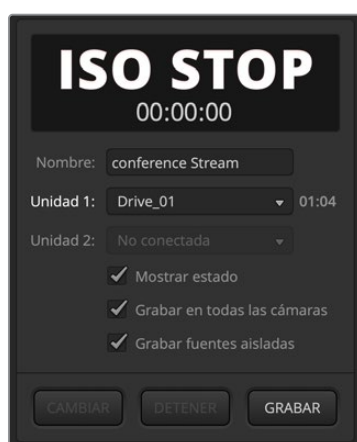 ISO STOP
00:00:00
Nombre: conference Stream
Unidad 1: Drive_01 01:04
Unidad 2: No conectada
Mostrar estado
Grabar en todas las cámaras
Grabar fuentes aisladas
CAMBIAR DETENER GRABAR